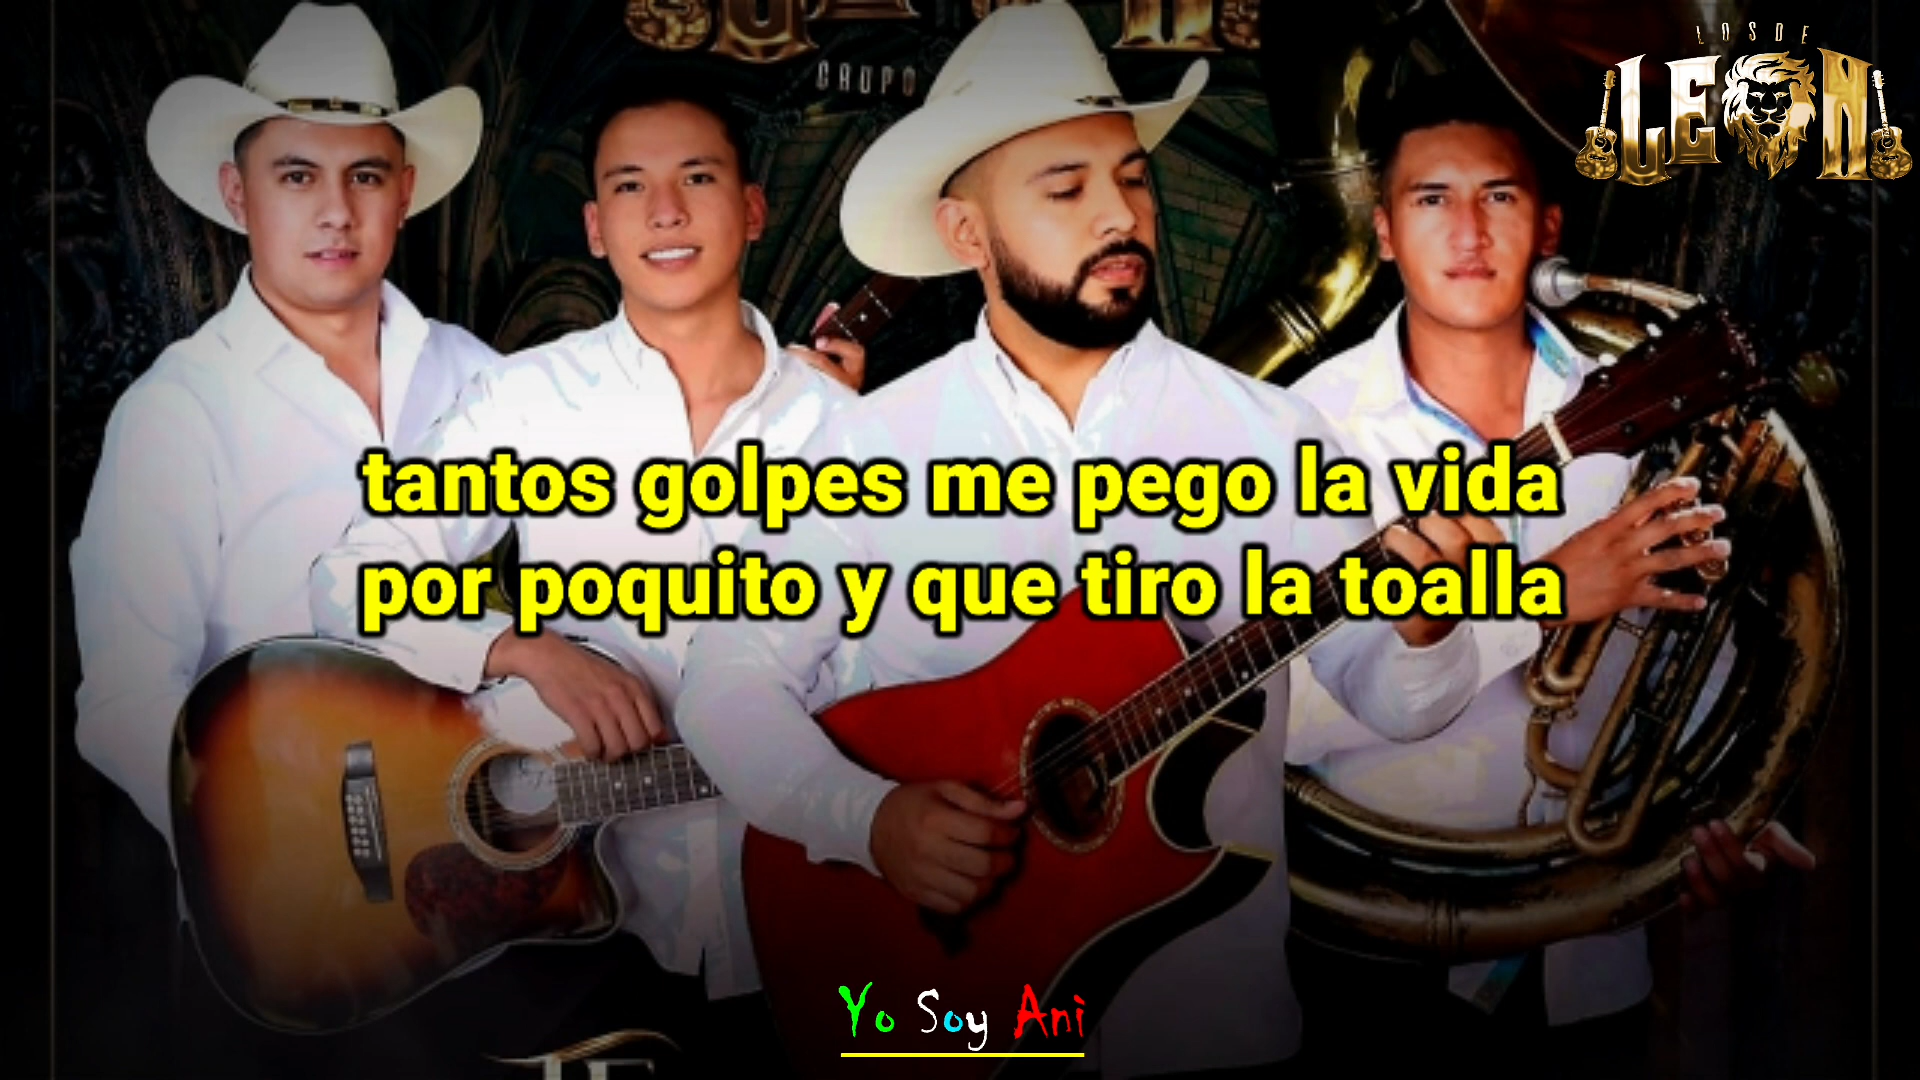 GRUPO
LOS DE
LEON
tantos golpes me pego la vida
por poquito y que tiro la toalla
Yo Soy Ani